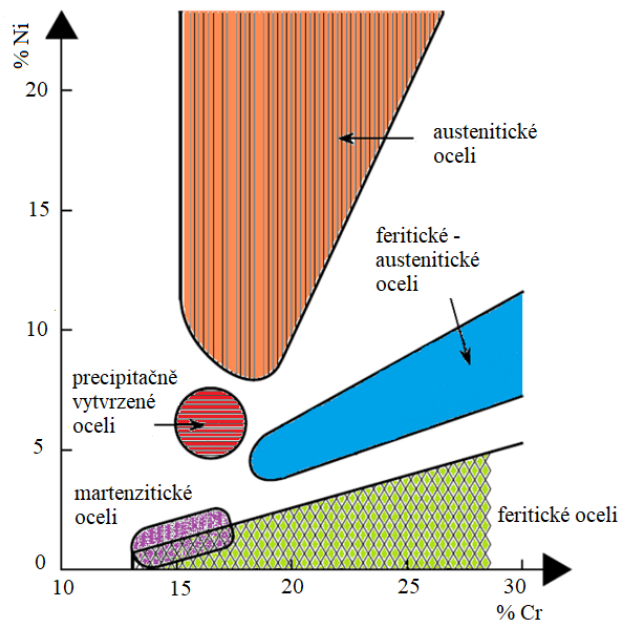 % Ni
20
15
10
5
0
austenitické
oceli
feritické -
austenitické
oceli
precipitačně
vytvrzené
oceli
martenzitické
oceli
feritické oceli
10
15
20
25
30
% Cr